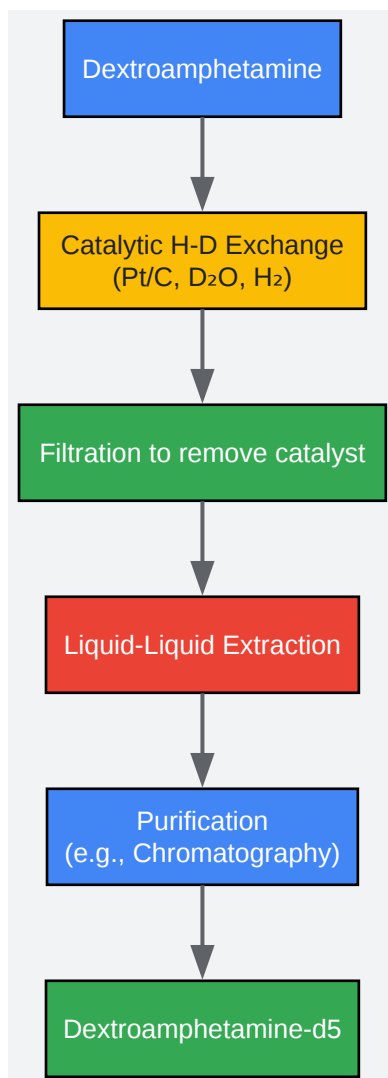 Dextroamphetamine
Catalytic H-D Exchange
(Pt/C, D₂O, H₂)
Filtration to remove catalyst
Liquid-Liquid Extraction
Purification
(e.g., Chromatography)
Dextroamphetamine-d5